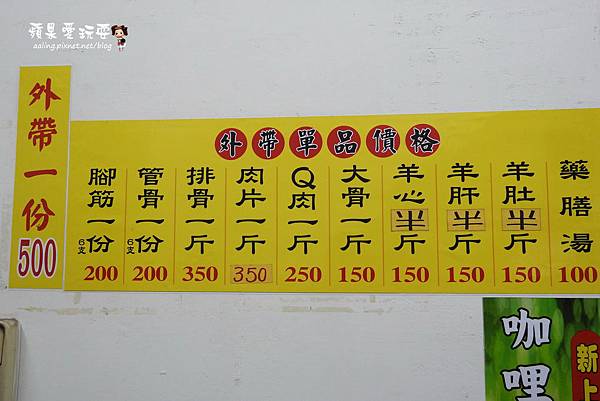 蘋果愛玩耍
aaling.pixnet.net/blog
外帶一份
500
外帶單品價格
腳筋一份
6支
200
管骨一份
6支
200
排骨一斤
350
肉片一斤
350
Q肉一斤
250
大骨一斤
150
羊心半斤
150
羊肝半斤
150
羊肚半斤
150
藥膳湯
100
咖哩
新上